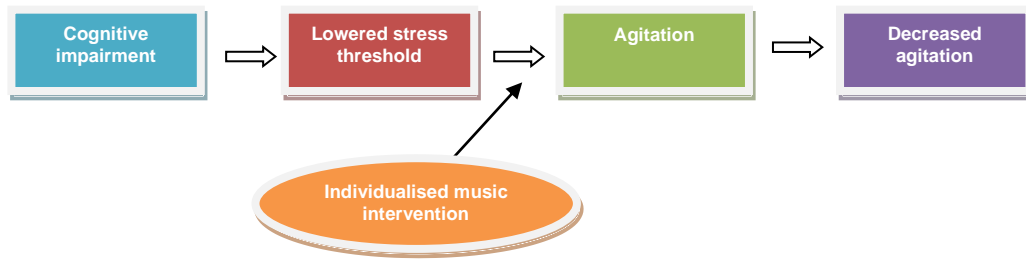 Cognitive
impairment
Lowered stress
threshold
Agitation
Decreased
agitation
Individualised music
intervention